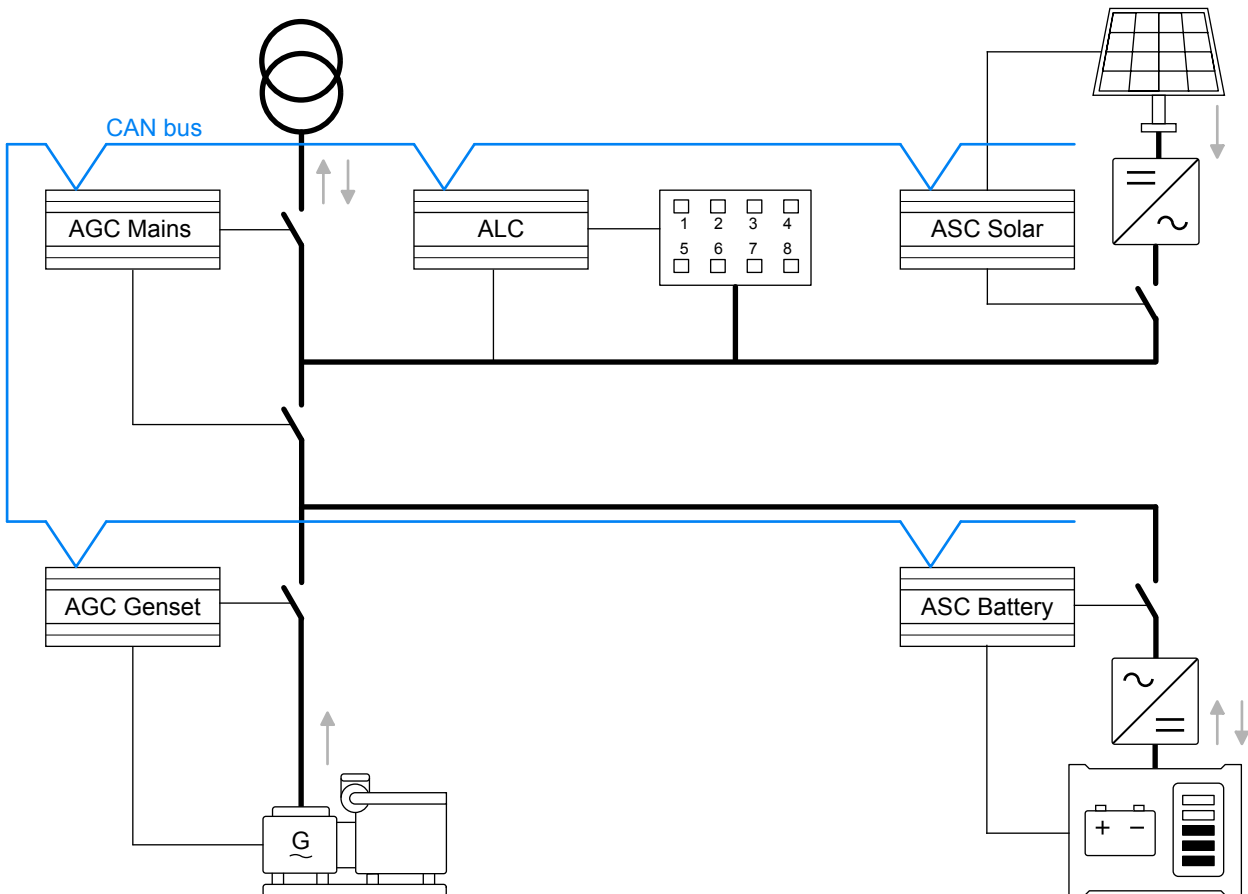 CAN bus
AGC Mains
ALC
1 2 3 4
5 6 7 8
ASC Solar
AGC Genset
ASC Battery
G
+ −